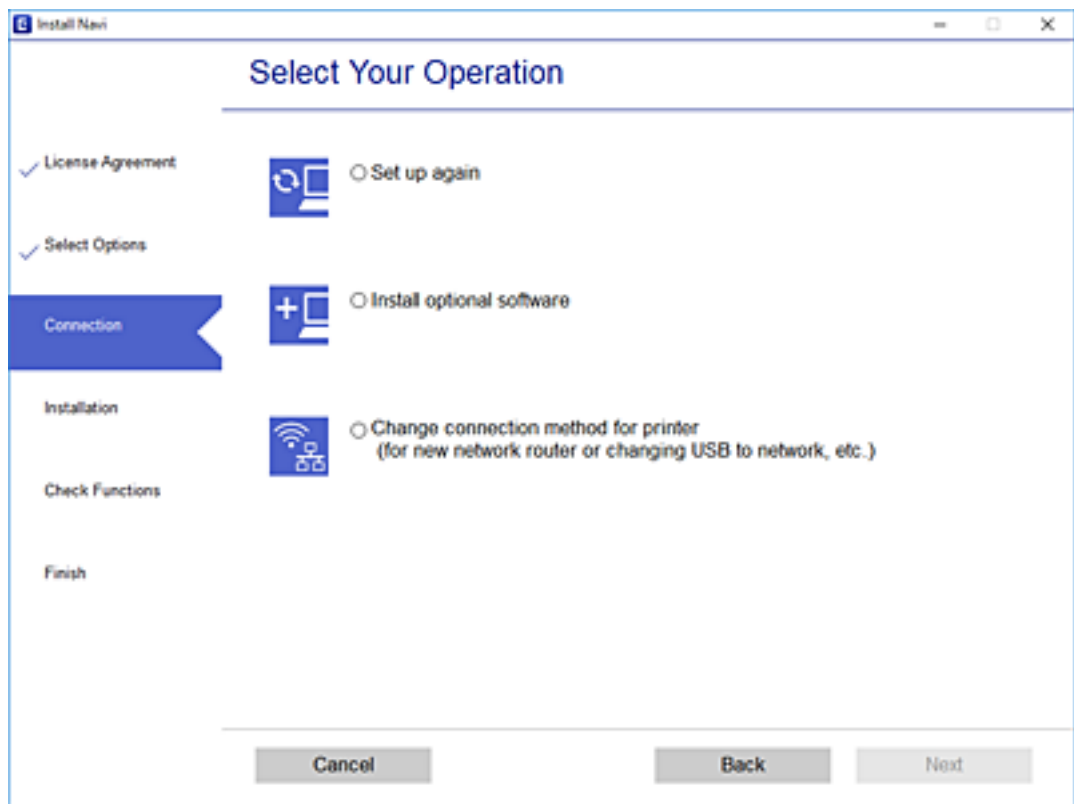 Install Navi
Select Your Operation
License Agreement
Select Options
Connection
Installation
Check Functions
Finish
Set up again
Install optional software
Change connection method for printer
(for new network router or changing USB to network, etc.)
Cancel
Back
Next